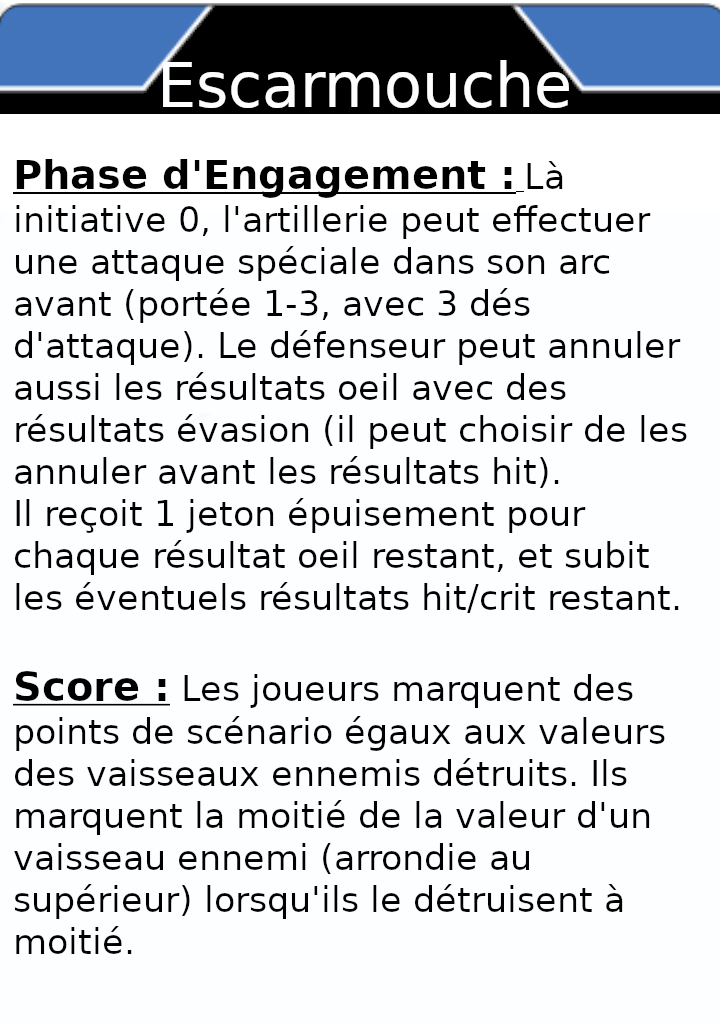 Escarmouche
Phase d'Engagement : Là
initiative 0, l'artillerie peut effectuer
une attaque spéciale dans son arc
avant (portée 1-3, avec 3 dés
d'attaque). Le défenseur peut annuler
aussi les résultats oeil avec des
résultats évasion (il peut choisir de les
annuler avant les résultats hit).
Il reçoit 1 jeton épuisement pour
chaque résultat oeil restant, et subit
les éventuels résultats hit/crit restant.
Score : Les joueurs marquent des
points de scénario égaux aux valeurs
des vaisseaux ennemis détruits. Ils
marquent la moitié de la valeur d'un
vaisseau ennemi (arrondie au
supérieur) lorsqu'ils le détruisent à
moitié.